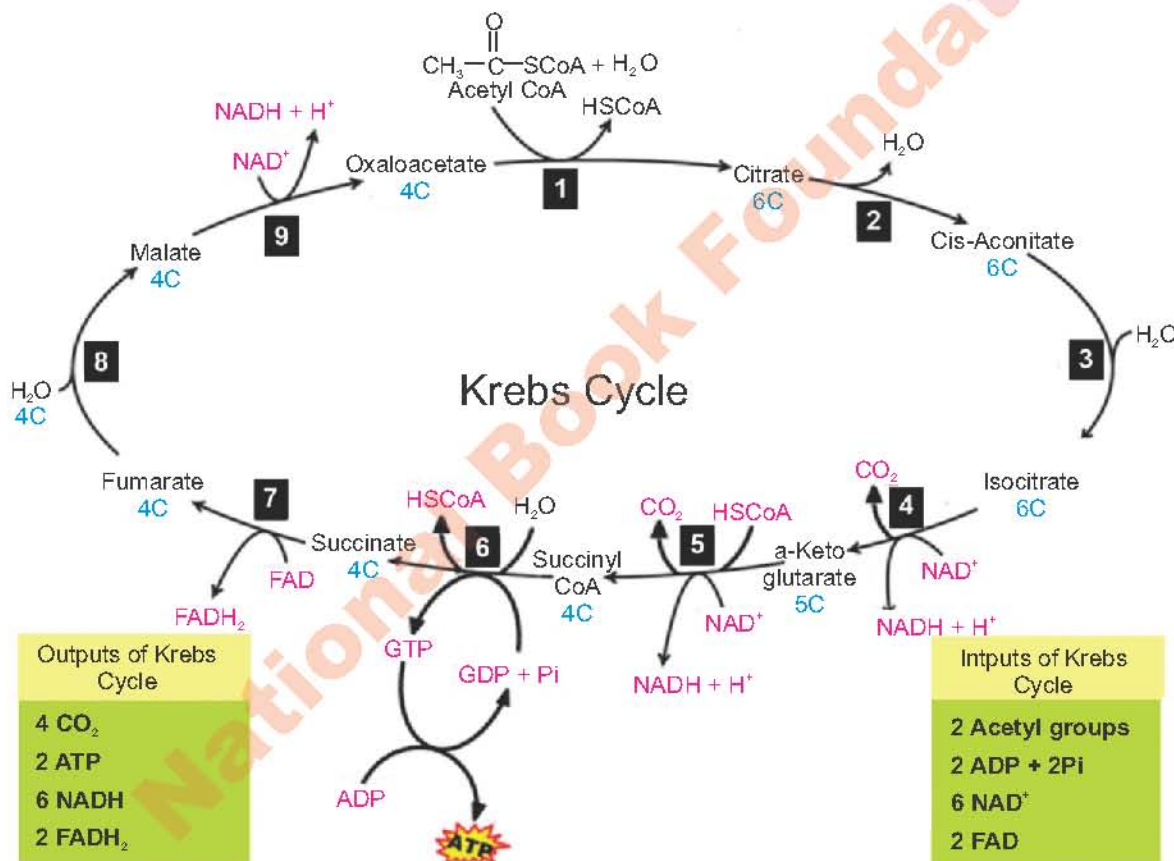 O
CH₃—C—SCoA + H₂O
Acetyl CoA
HSCoA
NADH + H⁺
NAD⁺
Oxaloacetate
4C
1
Citrate
6C
H₂O
2
Cis-Aconitate
6C
9
Malate
4C
3
H₂O
8
H₂O
4C
Krebs Cycle
Fumarate
4C
7
FAD
FADH₂
Succinate
4C
HSCoA
H₂O
6
Succinyl
CoA
4C
CO₂
5
HSCoA
NAD⁺
NADH + H⁺
a-Keto
glutarate
5C
CO₂
4
Isocitrate
6C
NAD⁺
NADH + H⁺
GTP
GDP + Pi
ADP
ATP
Outputs of Krebs
Cycle
4 CO₂
2 ATP
6 NADH
2 FADH₂
Intputs of Krebs
Cycle
2 Acetyl groups
2 ADP + 2Pi
6 NAD⁺
2 FAD
National Book Foundation